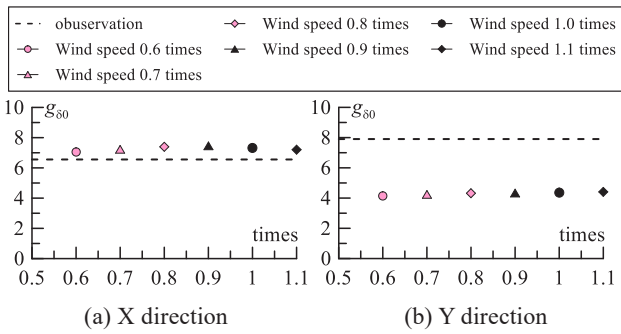 obuservation
Wind speed 0.6 times
Wind speed 0.7 times
Wind speed 0.8 times
Wind speed 0.9 times
Wind speed 1.0 times
Wind speed 1.1 times
10
8
6
4
2
0
gδ0
times
0.5 0.6 0.7 0.8 0.9 1 1.1
(a) X direction
10
8
6
4
2
0
gδ0
times
0.5 0.6 0.7 0.8 0.9 1 1.1
(b) Y direction